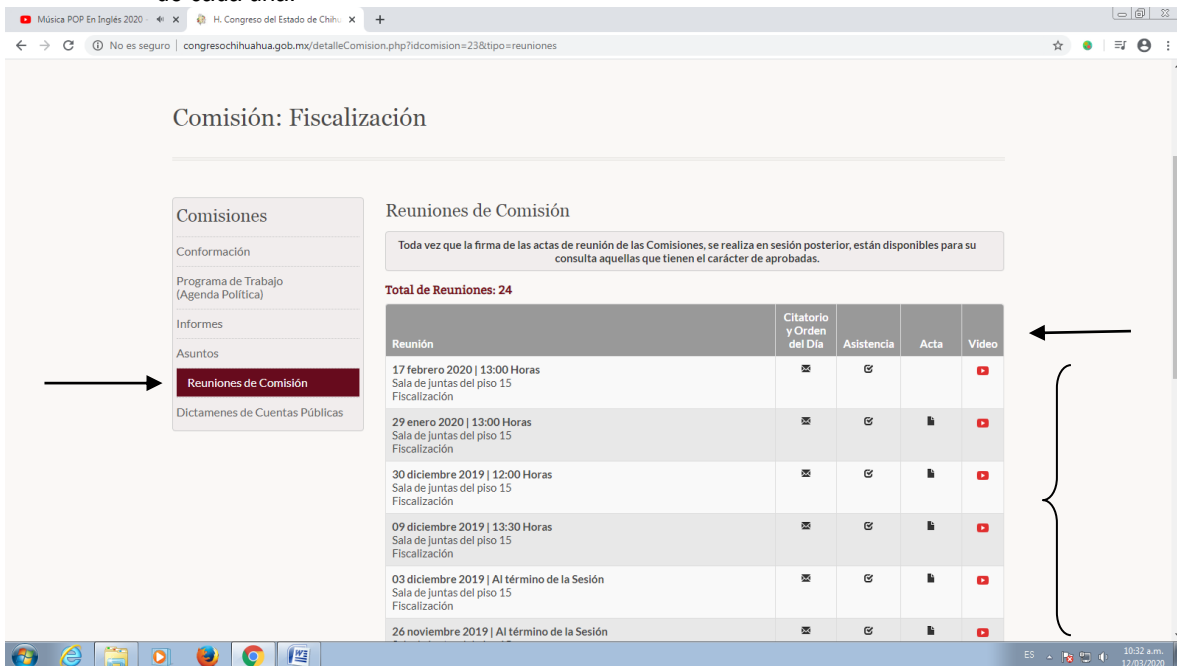 de cada una.
Música POP En Inglés 2020 -
H. Congreso del Estado de Chihu
No es seguro | congresochihuahua.gob.mx/detalleComision.php?idcomision=23&tipo=reuniones
Comisión: Fiscalización
Comisiones
Conformación
Programa de Trabajo
(Agenda Política)
Informes
Asuntos
Reuniones de Comisión
Dictamenes de Cuentas Públicas
Reuniones de Comisión
Toda vez que la firma de las actas de reunión de las Comisiones, se realiza en sesión posterior, están disponibles para su
consulta aquellas que tienen el carácter de aprobadas.
Total de Reuniones: 24
Reunión
Citatorio
y Orden
del Día
Asistencia
Acta
Video
17 febrero 2020 | 13:00 Horas
Sala de juntas del piso 15
Fiscalización
29 enero 2020 | 13:00 Horas
Sala de juntas del piso 15
Fiscalización
30 diciembre 2019 | 12:00 Horas
Sala de juntas del piso 15
Fiscalización
09 diciembre 2019 | 13:30 Horas
Sala de juntas del piso 15
Fiscalización
03 diciembre 2019 | Al término de la Sesión
Sala de juntas del piso 15
Fiscalización
26 noviembre 2019 | Al término de la Sesión
ES
10:32 a.m.
12/03/2020